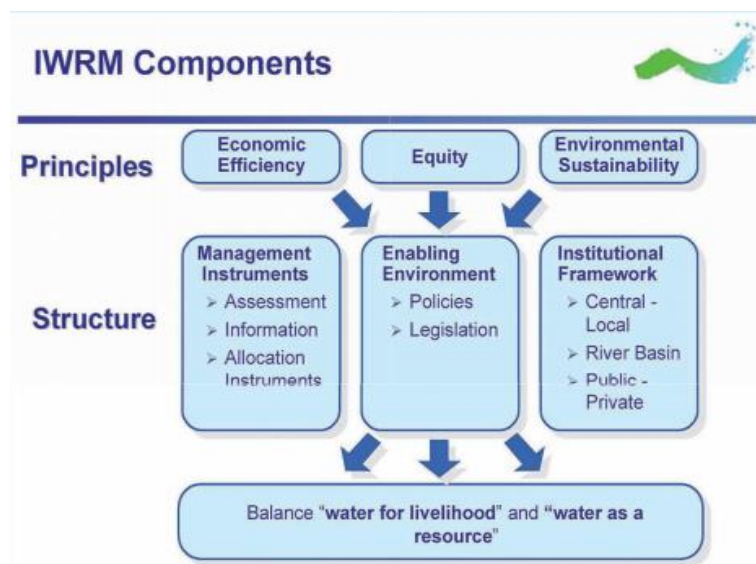 IWRM Components
Principles
Economic
Efficiency
Equity
Environmental
Sustainability
Structure
Management
Instruments
➢ Assessment
➢ Information
➢ Allocation
Instruments
Enabling
Environment
➢ Policies
➢ Legislation
Institutional
Framework
➢ Central -
Local
➢ River Basin
➢ Public -
Private
Balance “water for livelihood” and “water as a
resource”